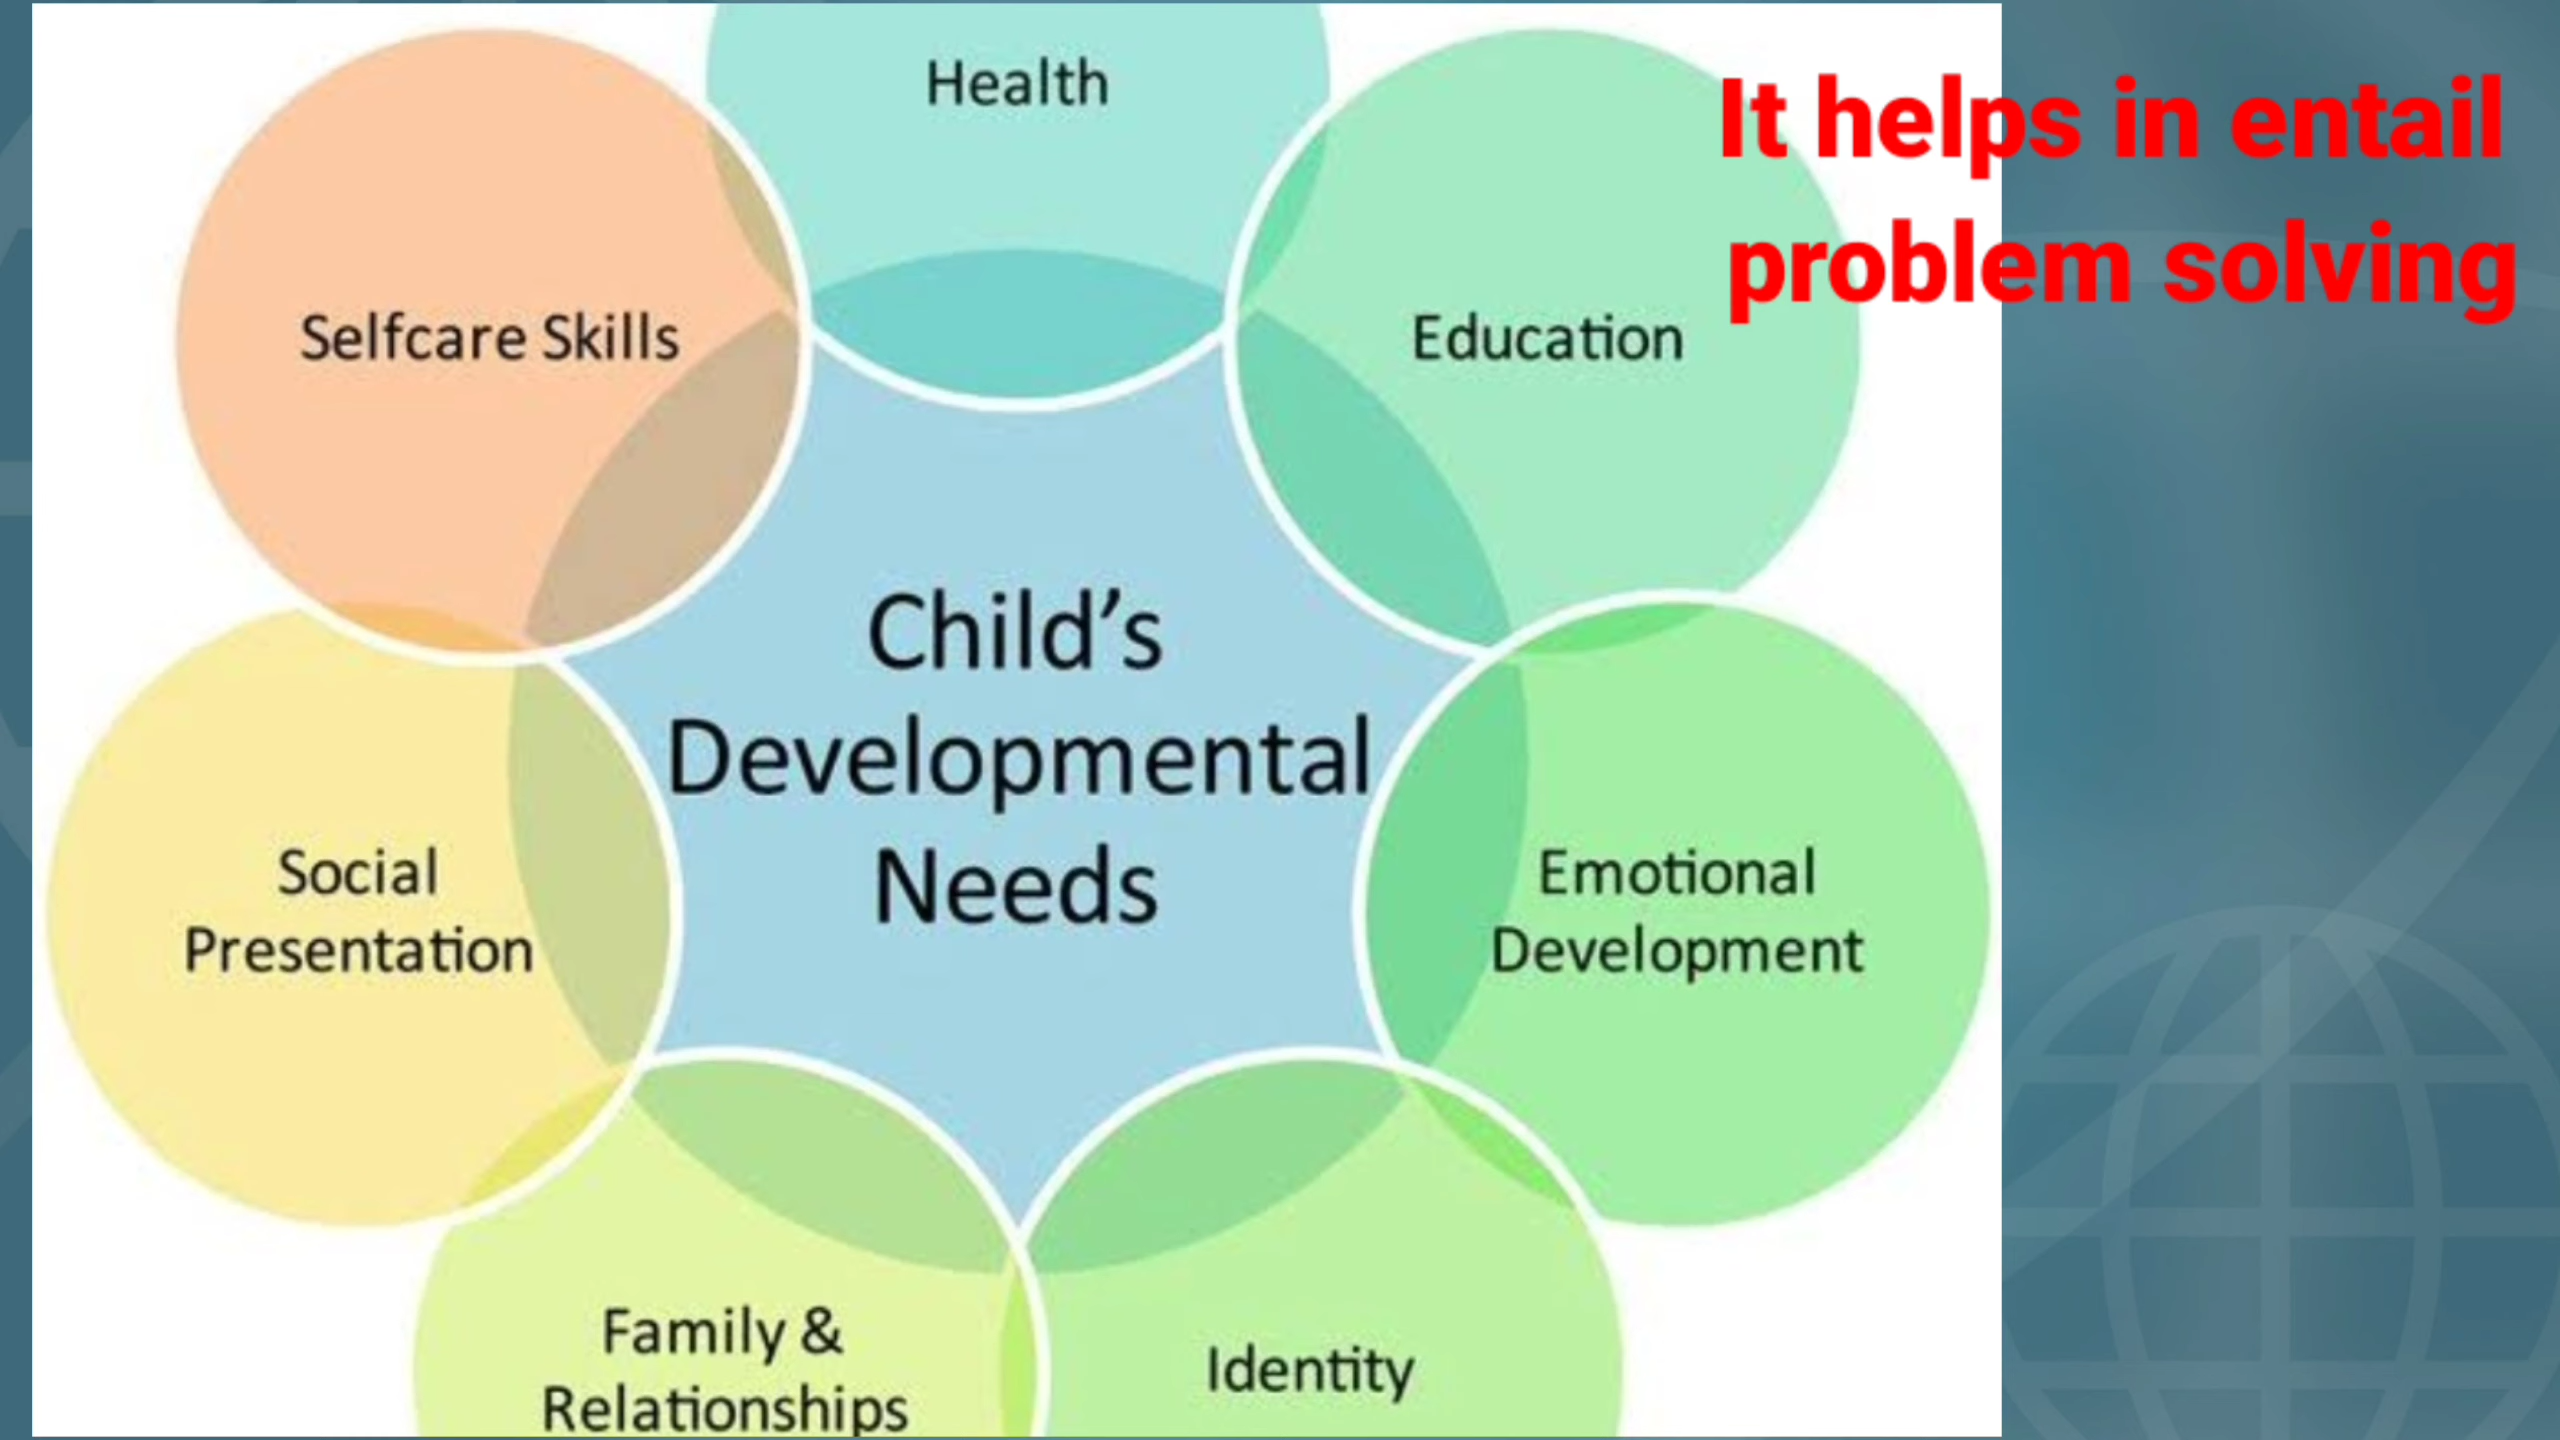 Health
It helps in entail
problem solving
Selfcare Skills
Education
Child’s
Developmental
Needs
Social
Presentation
Emotional
Development
Family &
Relationships
Identity